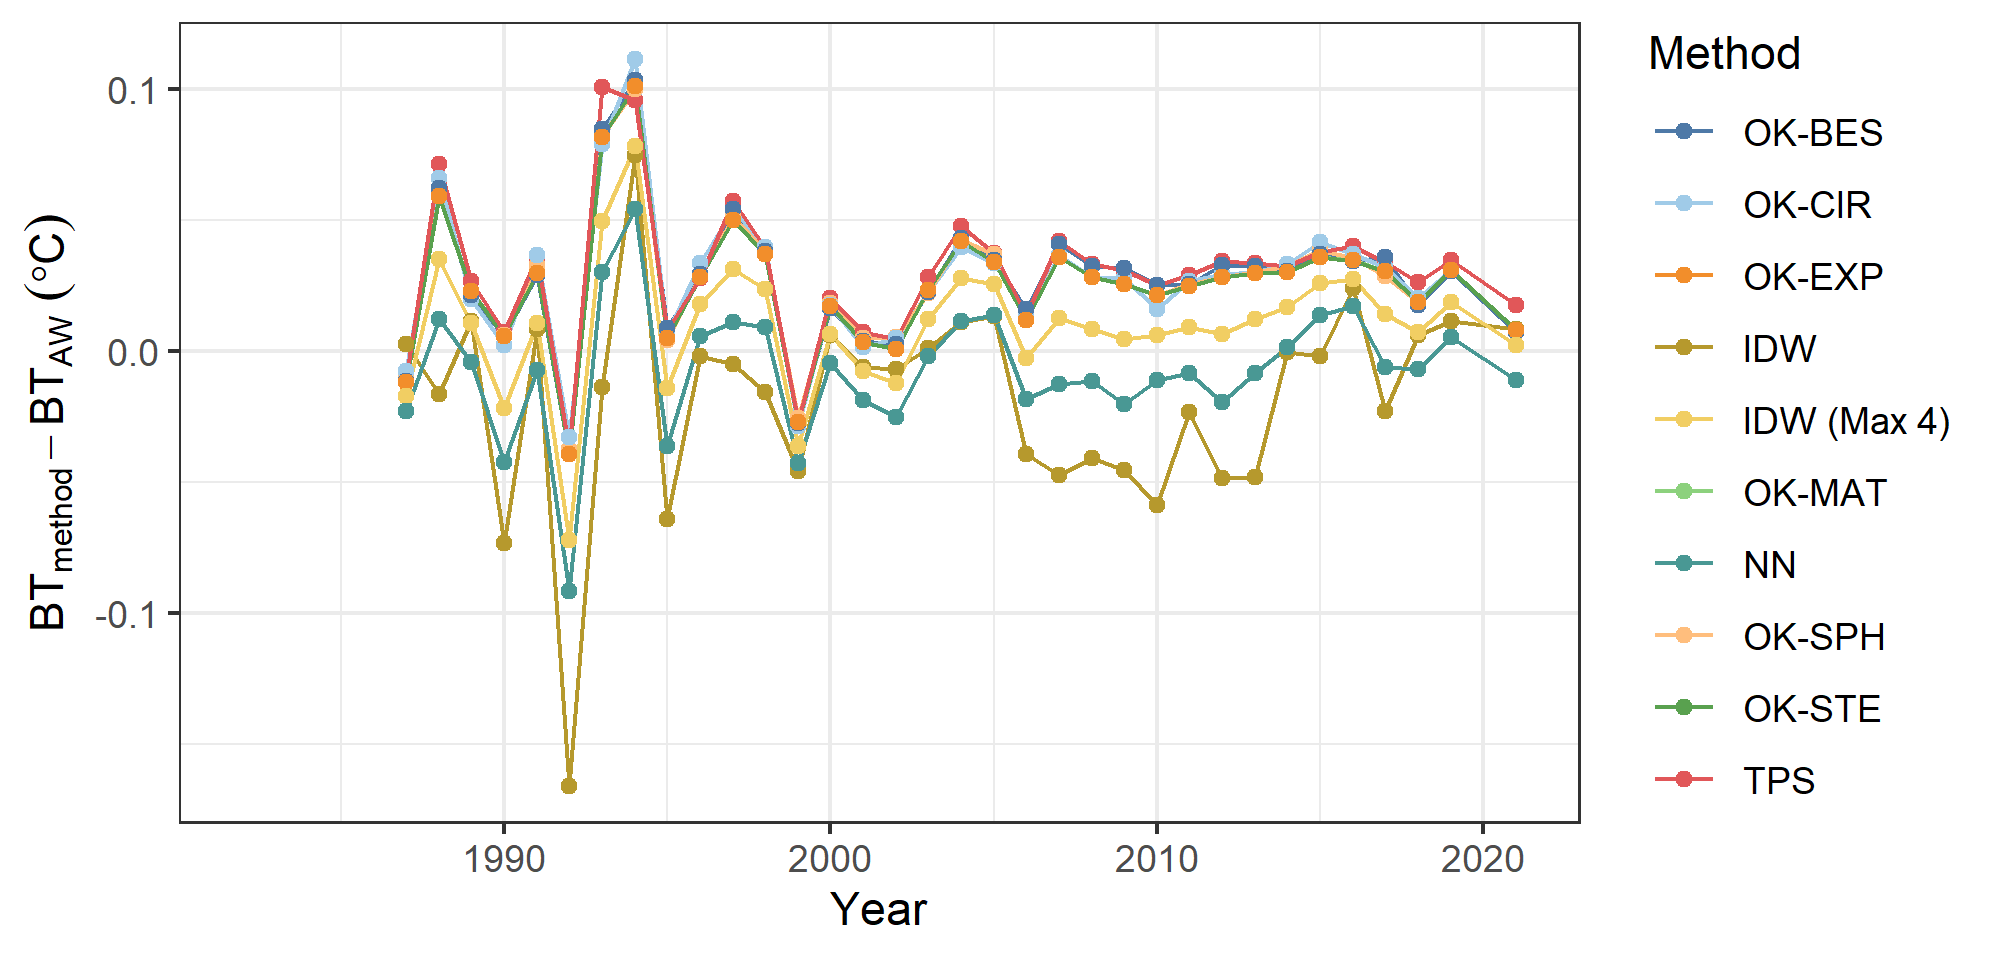 Method
OK-BES
OK-CIR
OK-EXP
IDW
IDW (Max 4)
OK-MAT
NN
OK-SPH
OK-STE
TPS
BTmethod − BTAW (°C)
0.1
0.0
-0.1
1990 2000 2010 2020
Year